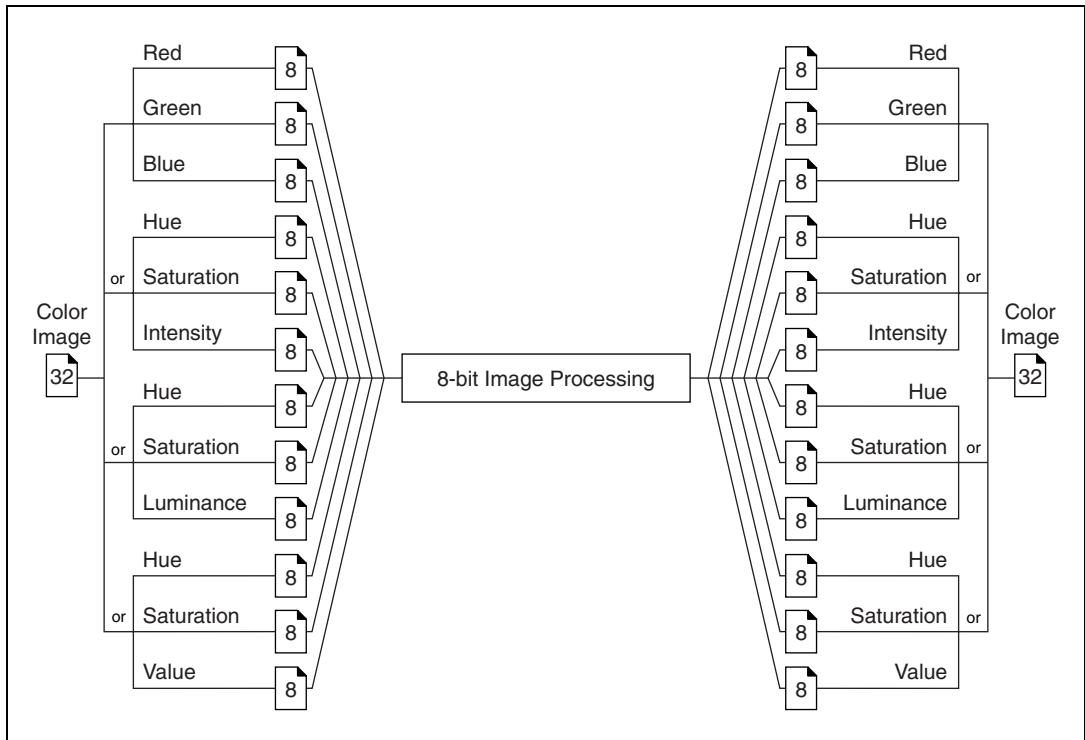 Red
8
Green
8
Blue
8
Hue
8
or
Saturation
8
Intensity
8
Color
Image
32
Hue
8
or
Saturation
8
Luminance
8
Hue
8
or
Saturation
8
Value
8
8-bit Image Processing
8
Red
8
Green
8
Blue
8
Hue
8
Saturation
or
8
Intensity
Color
Image
32
8
Hue
8
Saturation
or
8
Luminance
8
Hue
8
Saturation
or
8
Value